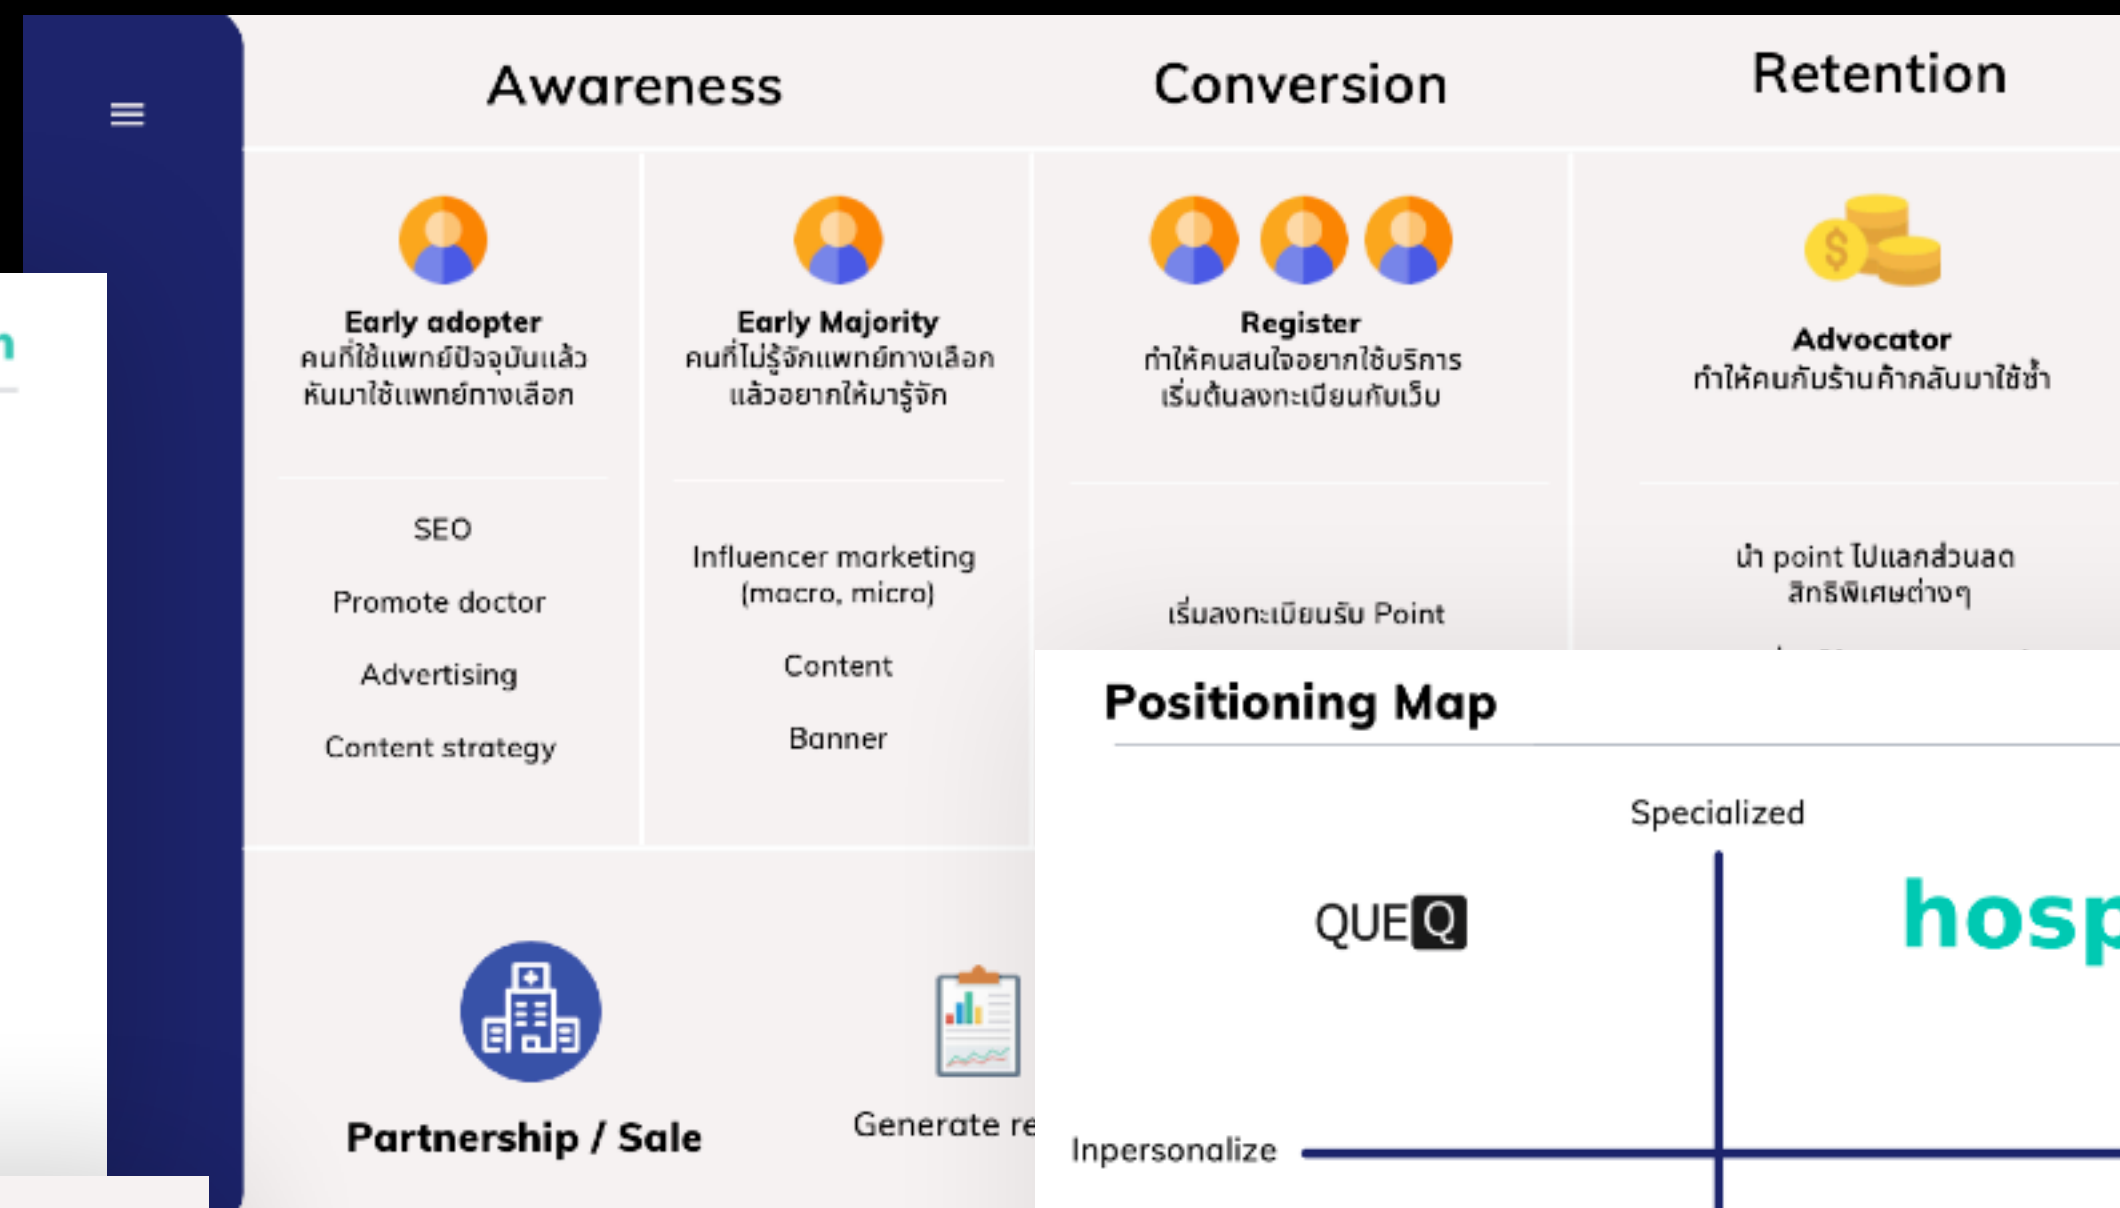 Awareness
Conversion
Retention
Early adopter
คนที่ใช้แพทย์ปัจจุบันแล้ว
หันมาใช้แพทย์ทางเลือก
SEO
Promote doctor
Advertising
Content strategy
Early Majority
คนที่ไม่รู้จักแพทย์ทางเลือก
แล้วอยากให้มารู้จัก
Influencer marketing
(macro, micro)
Content
Banner
Register
ทำให้คนสนใจอยากใช้บริการ
เริ่มต้นลงทะเบียนกับเว็บ
เริ่มลงทะเบียนรับ Point
Advocator
ทำให้คนกับร้านค้ากลับมาใช้ซ้ำ
นำ point ไปแลกส่วนลด
สิทธิพิเศษต่างๆ
Partnership / Sale
Generate re
Positioning Map
Specialized
QUEQ
hosp
Inpersonalize